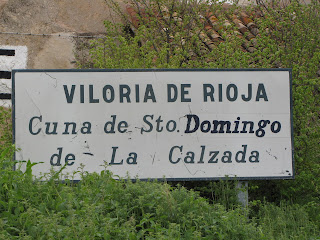 VILORIA DE RIOJA
Cuna de Sto. Domingo
de - La Calzada